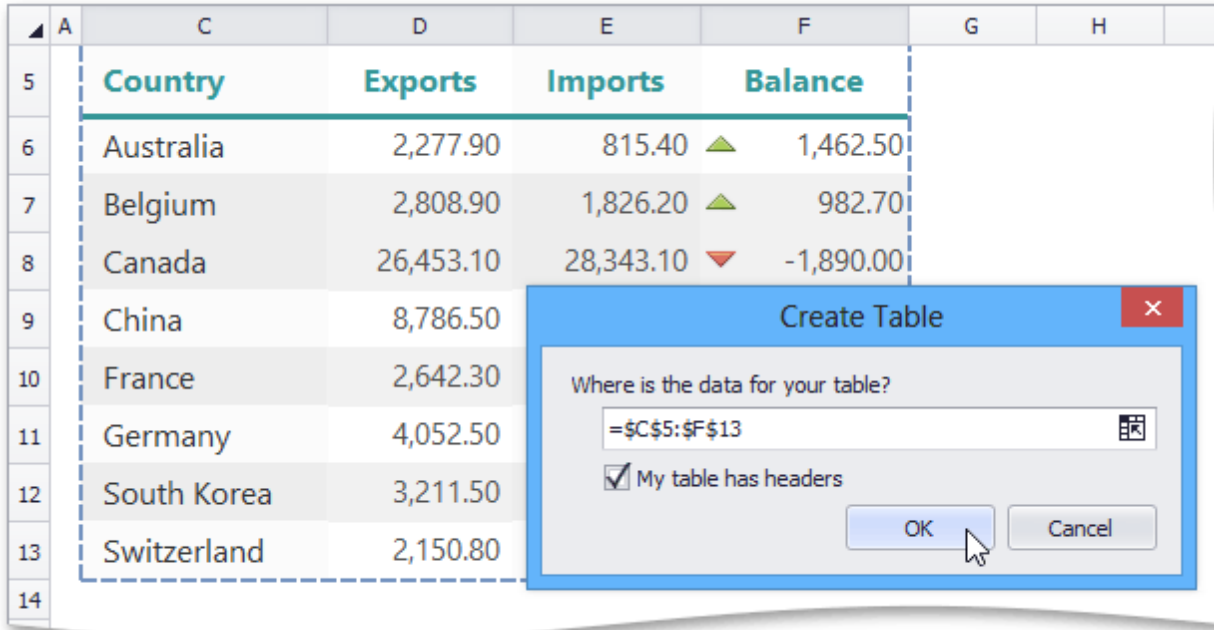 A C D E F G H
5 Country Exports Imports Balance
6 Australia 2,277.90 815.40 1,462.50
7 Belgium 2,808.90 1,826.20 982.70
8 Canada 26,453.10 28,343.10 -1,890.00
9 China 8,786.50
Create Table
10 France 2,642.30
Where is the data for your table?
11 Germany 4,052.50
=$C$5:$F$13
12 South Korea 3,211.50
My table has headers
13 Switzerland 2,150.80
OK Cancel
14